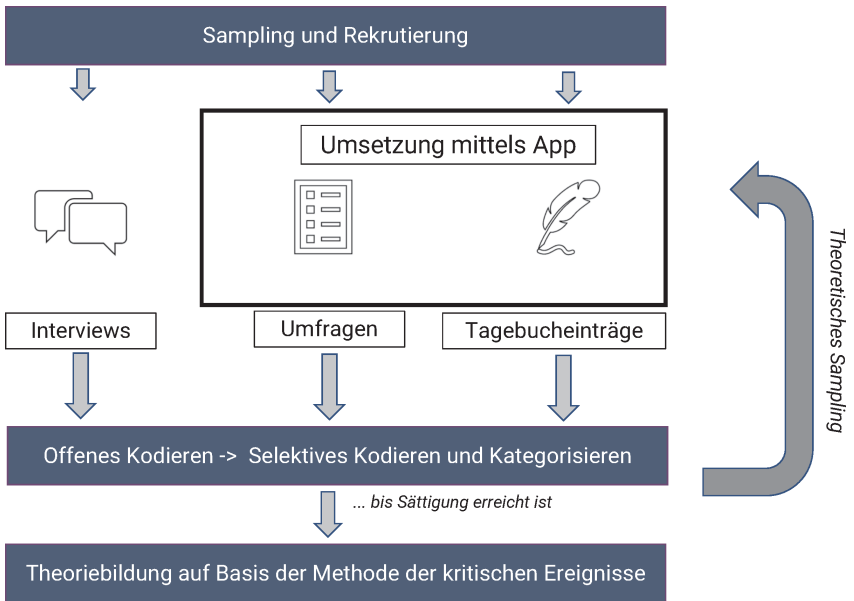 Sampling und Rekrutierung
Umsetzung mittels App
Interviews
Umfragen
Tagebucheinträge
Theoretisches Sampling
Offenes Kodieren -> Selektives Kodieren und Kategorisieren
... bis Sättigung erreicht ist
Theoriebildung auf Basis der Methode der kritischen Ereignisse